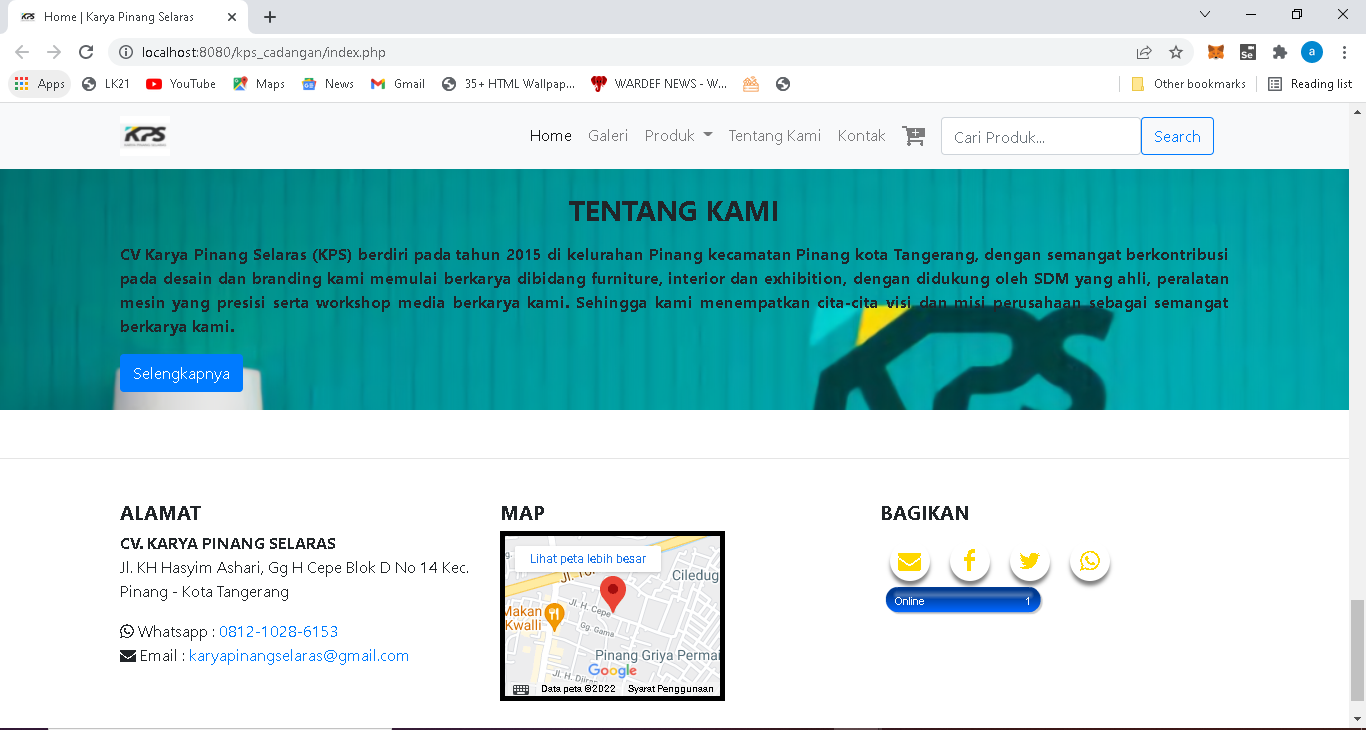 KPS Home | Karya Pinang Selaras
localhost:8080/kps_cadangan/index.php
Se
a
Apps LK21 YouTube Maps News Gmail 35+ HTML Wallpap... WARDEF NEWS - W... Other bookmarks Reading list
KPS Home Galeri Produk Tentang Kami Kontak Cari Produk... Search
TENTANG KAMI
CV Karya Pinang Selaras (KPS) berdiri pada tahun 2015 di kelurahan Pinang kecamatan Pinang kota Tangerang, dengan semangat berkontribusi
pada desain dan branding kami memulai berkarya dibidang furniture, interior dan exhibition, dengan didukung oleh SDM yang ahli, peralatan
mesin yang presisi serta workshop media berkarya kami. Sehingga kami menempatkan cita-cita visi dan misi perusahaan sebagai semangat
berkarya kami.
KPS
Selengkapnya
ALAMAT
CV. KARYA PINANG SELARAS
Jl. KH Hasyim Ashari, Gg H Cepe Blok D No 14 Kec.
Pinang - Kota Tangerang
Whatsapp : 0812-1028-6153
Email : karyapinangselaras@gmail.com
MAP
Lihat peta lebih besar
Ciledug
Jl. H. Cepe
Makan
Kwalli
Gg. Gama
Pinang Griya Permai
Google
Data peta ©2022 Syarat Penggunaan
BAGIKAN
Online 1